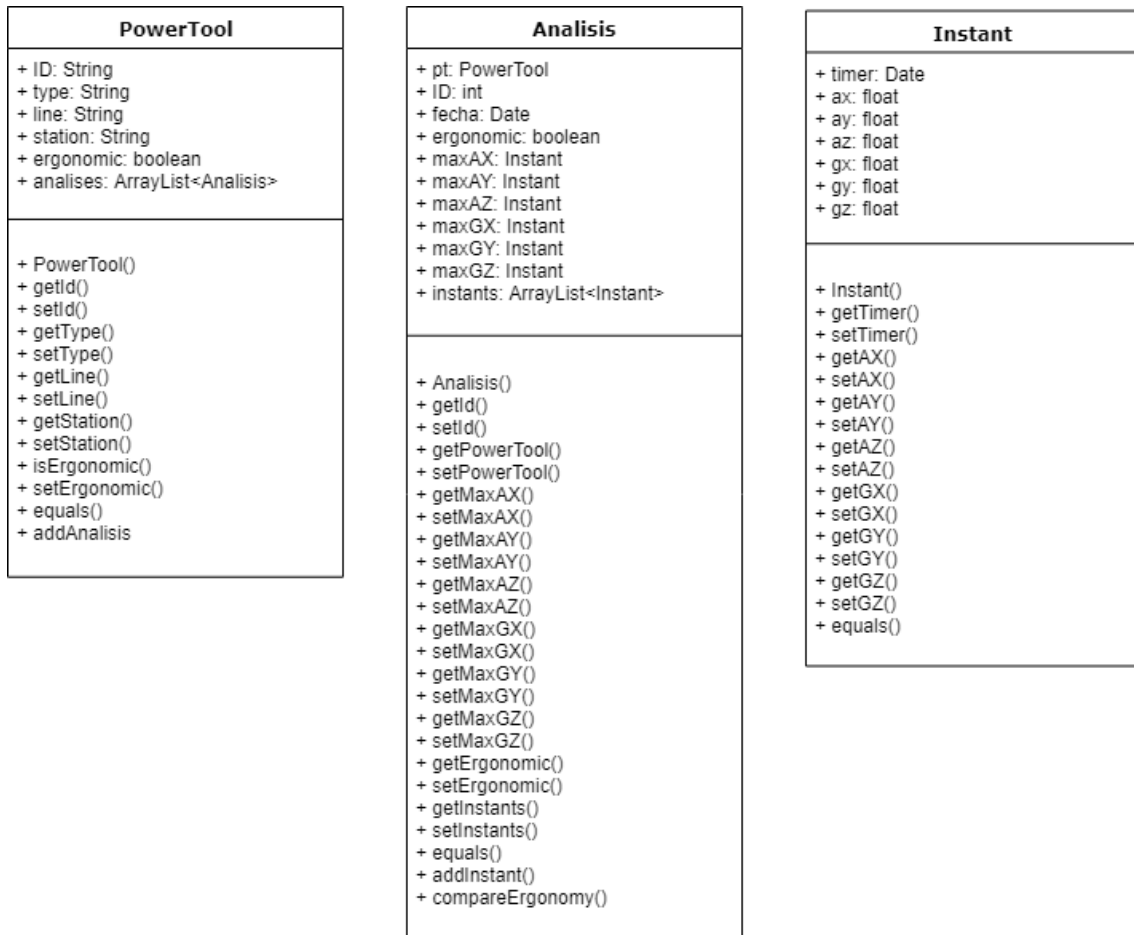 PowerTool
+ ID: String
+ type: String
+ line: String
+ station: String
+ ergonomic: boolean
+ analises: ArrayList<Analisis>
+ PowerTool()
+ getId()
+ setId()
+ getType()
+ setType()
+ getLine()
+ setLine()
+ getStation()
+ setStation()
+ isErgonomic()
+ setErgonomic()
+ equals()
+ addAnalisis
Analisis
+ pt: PowerTool
+ ID: int
+ fecha: Date
+ ergonomic: boolean
+ maxAX: Instant
+ maxAY: Instant
+ maxAZ: Instant
+ maxGX: Instant
+ maxGY: Instant
+ maxGZ: Instant
+ instants: ArrayList<Instant>
+ Analisis()
+ getId()
+ setId()
+ getPowerTool()
+ setPowerTool()
+ getMaxAX()
+ setMaxAX()
+ getMaxAY()
+ setMaxAY()
+ getMaxAZ()
+ setMaxAZ()
+ getMaxGX()
+ setMaxGX()
+ getMaxGY()
+ setMaxGY()
+ getMaxGZ()
+ setMaxGZ()
+ getErgonomic()
+ setErgonomic()
+ getInstants()
+ setInstants()
+ equals()
+ addInstant()
+ compareErgonomy()
Instant
+ timer: Date
+ ax: float
+ ay: float
+ az: float
+ gx: float
+ gy: float
+ gz: float
+ Instant()
+ getTimer()
+ setTimer()
+ getAX()
+ setAX()
+ getAY()
+ setAY()
+ getAZ()
+ setAZ()
+ getGX()
+ setGX()
+ getGY()
+ setGY()
+ getGZ()
+ setGZ()
+ equals()